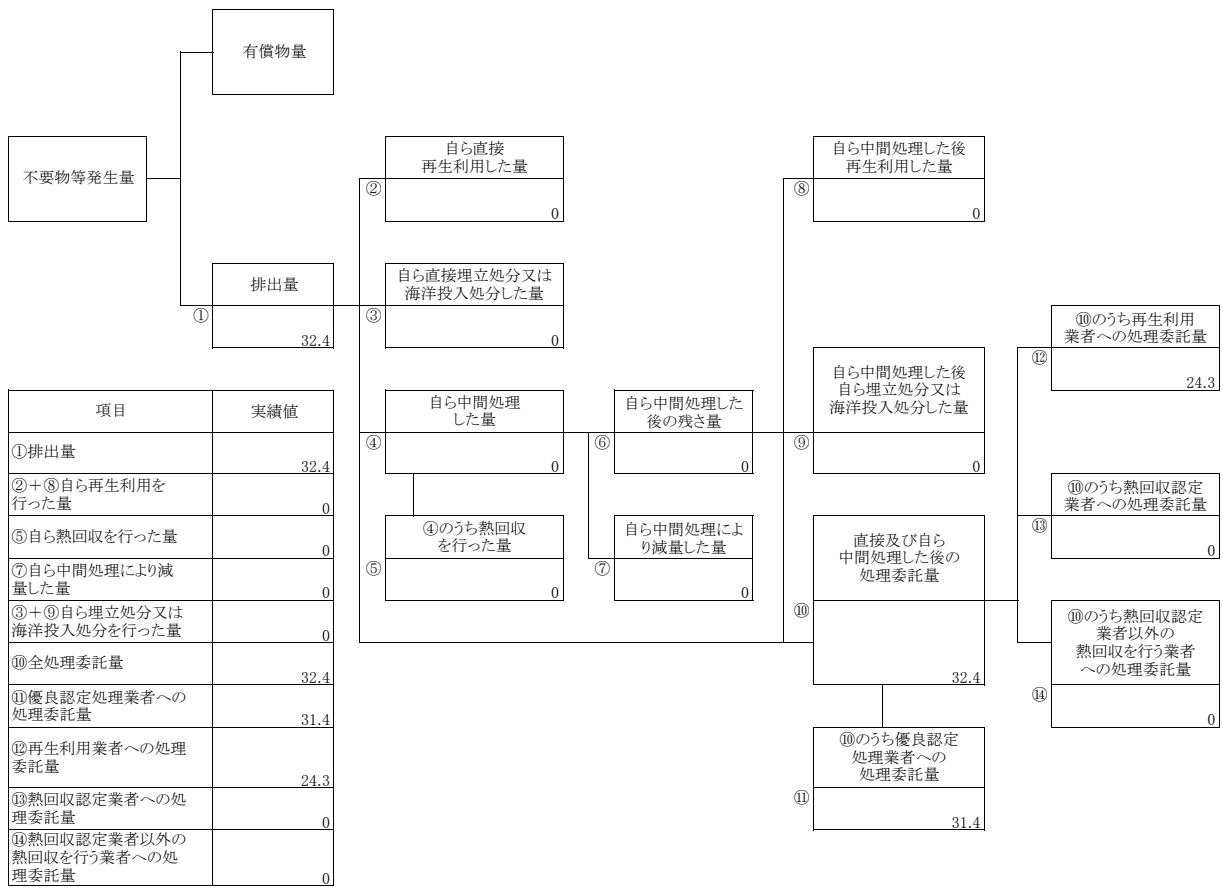 有償物量
不要物等発生量
排出量
①
32.4
自ら直接
再生利用した量
②
0
自ら直接埋立処分又は
海洋投入処分した量
③
0
自ら中間処理
した量
④
0
④のうち熱回収
を行った量
⑤
0
自ら中間処理した
後の残さ量
⑥
0
自ら中間処理によ
り減量した量
⑦
0
自ら中間処理した後
再生利用した量
⑧
0
自ら中間処理した後
自ら埋立処分又は
海洋投入処分した量
⑨
0
直接及び自ら
中間処理した後の
処理委託量
⑩
32.4
⑩のうち優良認定
処理業者への
処理委託量
⑪
31.4
⑩のうち再生利用
業者への処理委託量
⑫
24.3
⑩のうち熱回収認定
業者への処理委託量
⑬
0
⑩のうち熱回収認定
業者以外の
熱回収を行う業者
への処理委託量
⑭
0
項目 実績値
①排出量
32.4
②＋⑧自ら再生利用を
行った量
0
⑤自ら熱回収を行った量
0
⑦自ら中間処理により減
量した量
0
③＋⑨自ら埋立処分又は
海洋投入処分を行った量
0
⑩全処理委託量
32.4
⑪優良認定処理業者への
処理委託量
31.4
⑫再生利用業者への処理
委託量
24.3
⑬熱回収認定業者への処
理委託量
0
⑭熱回収認定業者以外の
熱回収を行う業者への処
理委託量
0